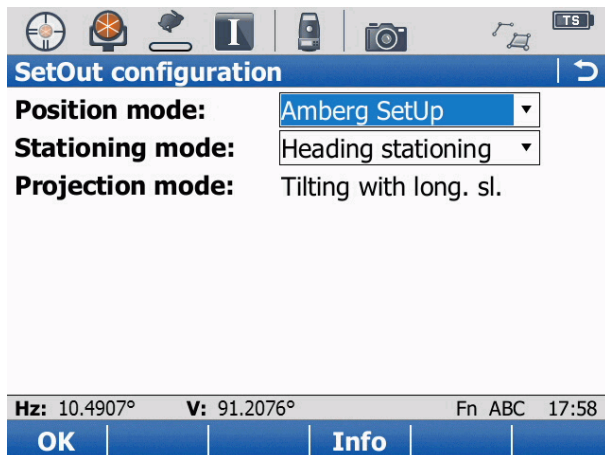 I
TS
SetOut configuration
Position mode: Amberg SetUp
Stationing mode: Heading stationing
Projection mode: Tilting with long. sl.
Hz: 10.4907° V: 91.2076° Fn ABC 17:58
OK Info